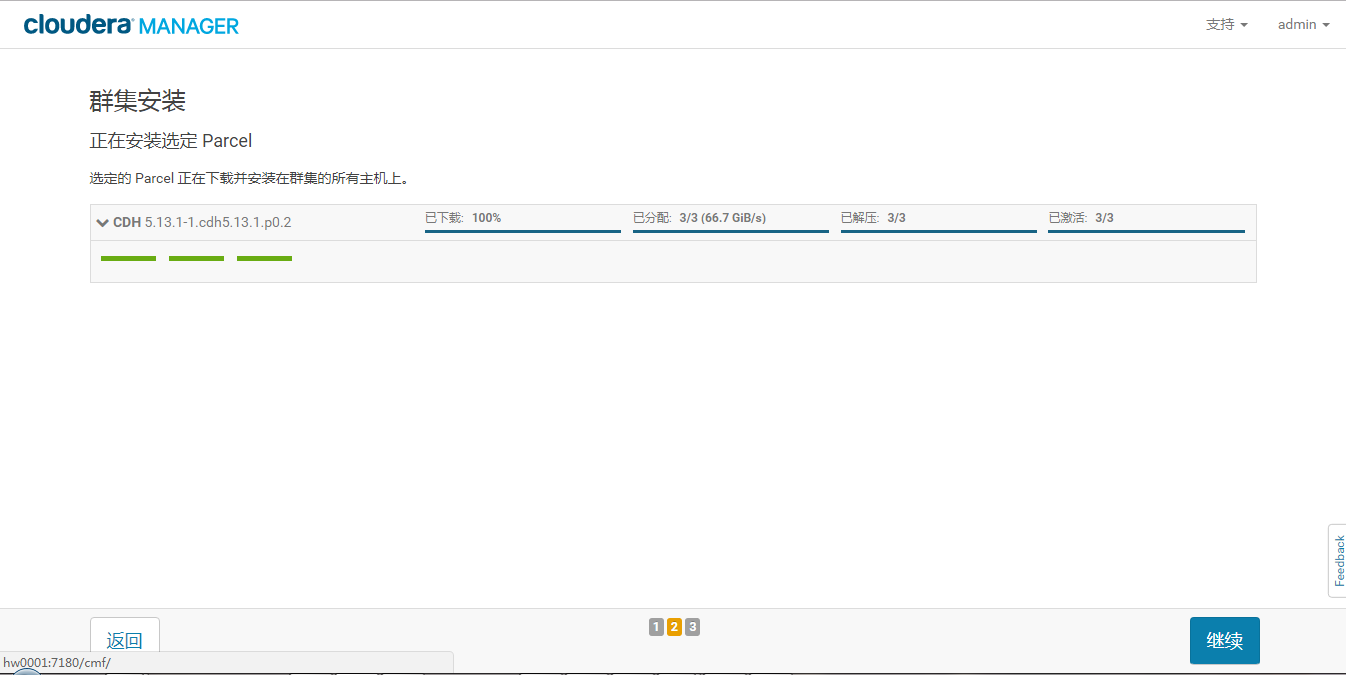 cloudera MANAGER
支持 admin
群集安装
正在安装选定 Parcel
选定的 Parcel 正在下载并安装在群集的所有主机上。
CDH 5.13.1-1.cdh5.13.1.p0.2 已下载: 100% 已分配: 3/3 (66.7 GiB/s) 已解压: 3/3 已激活: 3/3
Feedback
返回 1 2 3 继续
hw0001:7180/cmf/